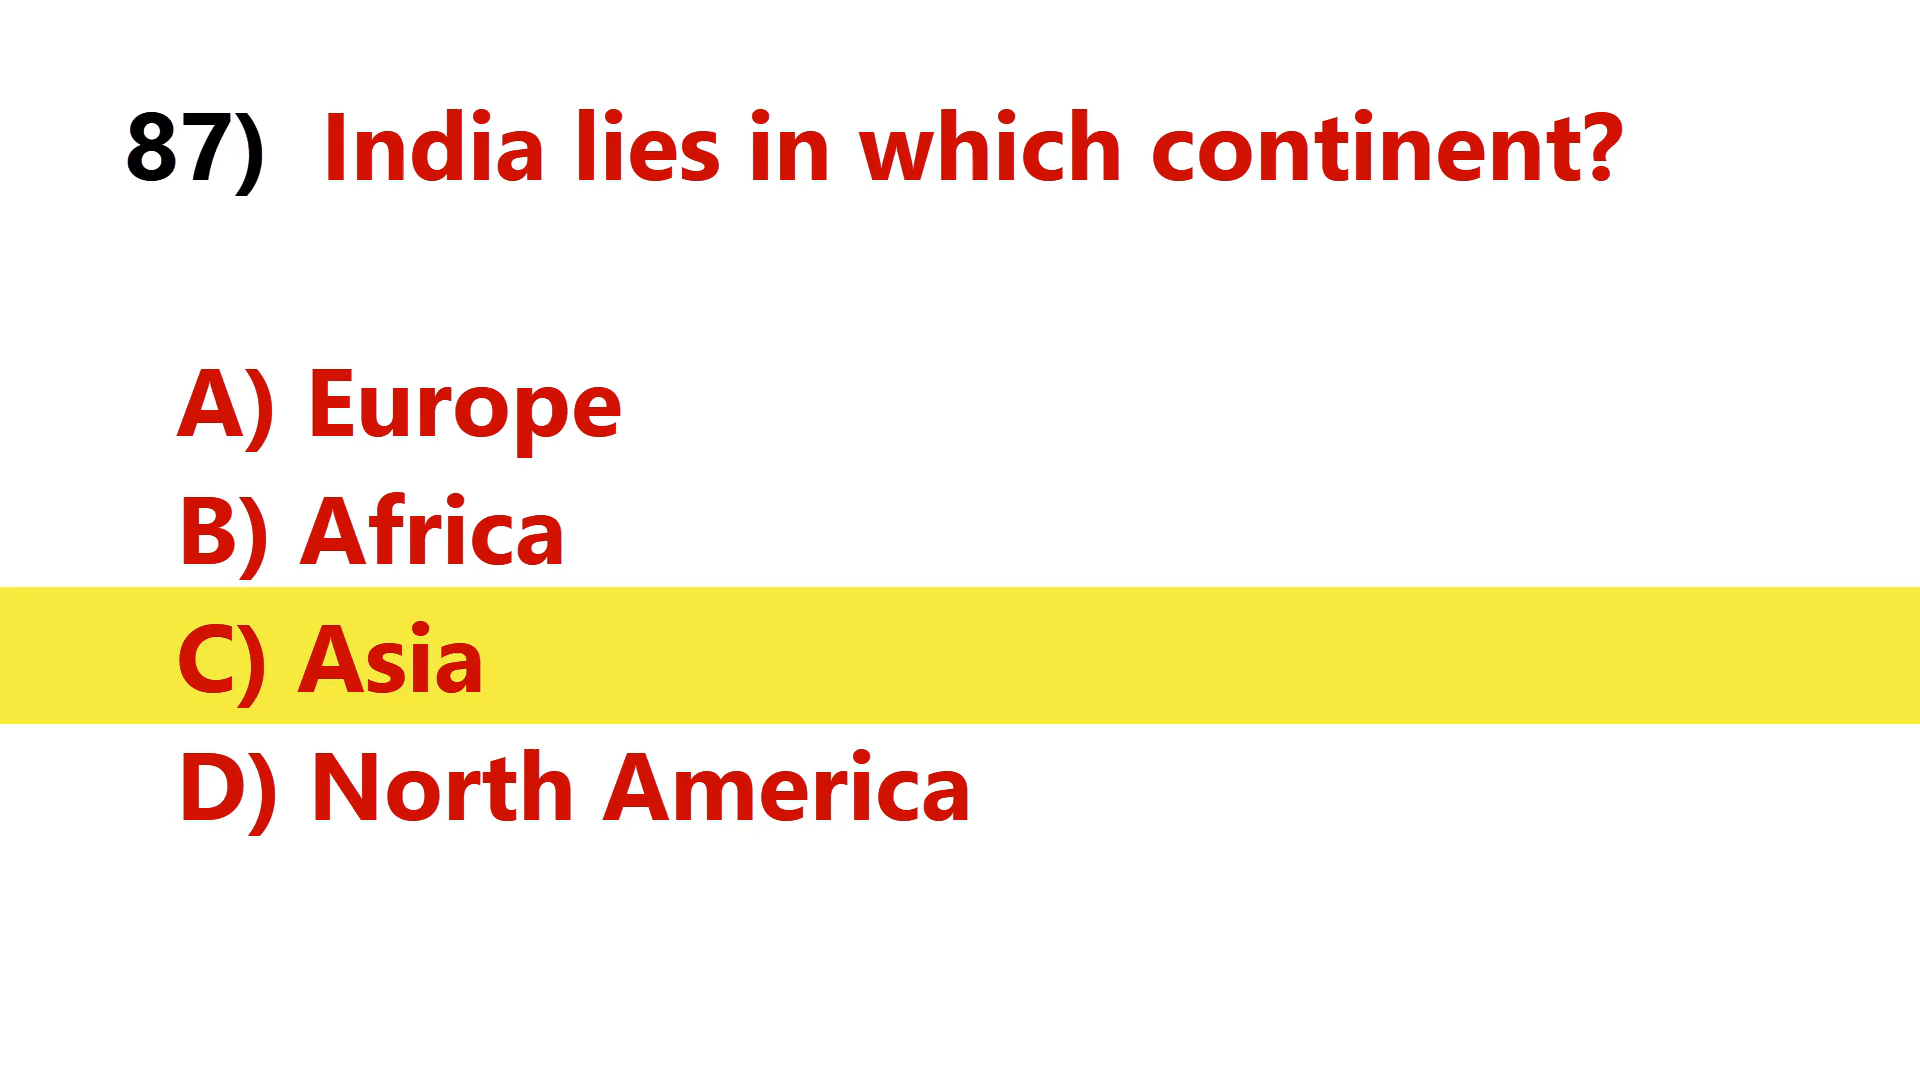 87) India lies in which continent?
A) Europe
B) Africa
C) Asia
D) North America